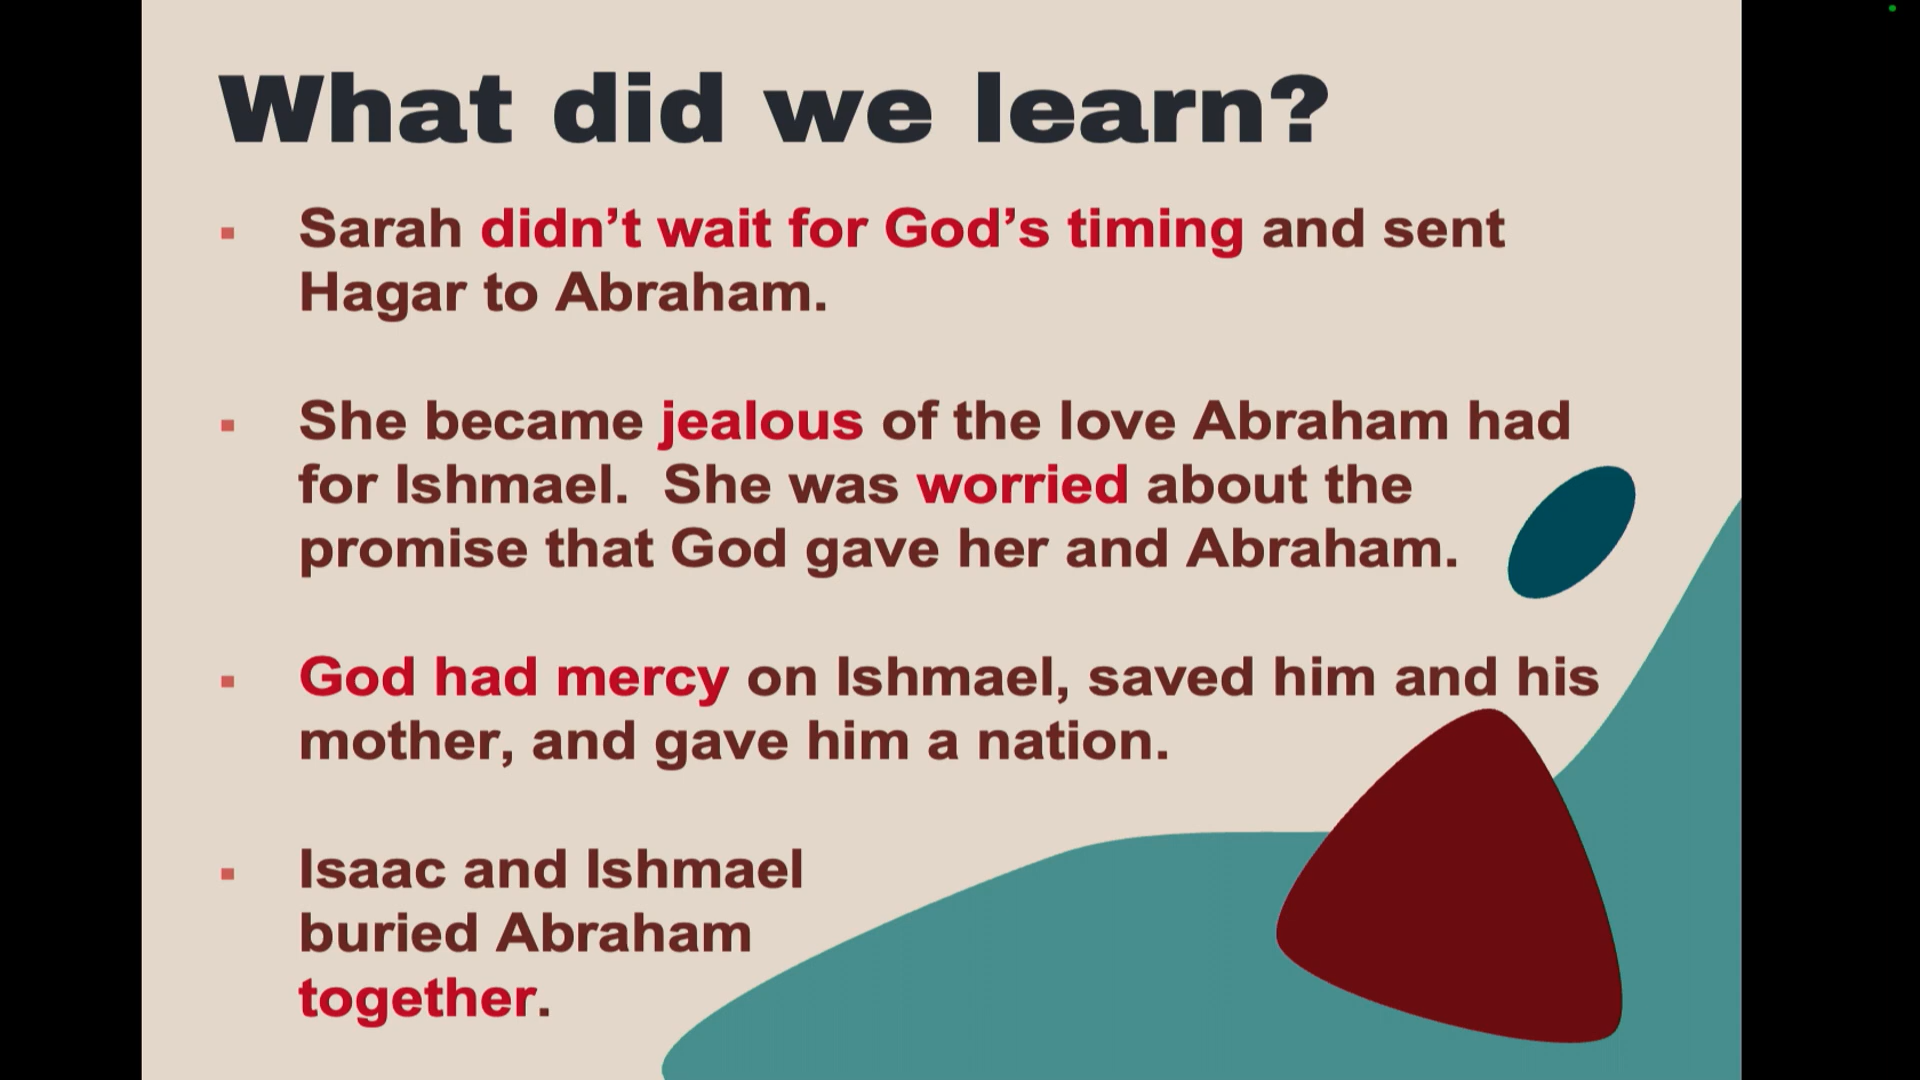 What did we learn?
▪ Sarah didn’t wait for God’s timing and sent
Hagar to Abraham.
▪ She became jealous of the love Abraham had
for Ishmael.  She was worried about the
promise that God gave her and Abraham.
▪ God had mercy on Ishmael, saved him and his
mother, and gave him a nation.
▪ Isaac and Ishmael
buried Abraham
together.